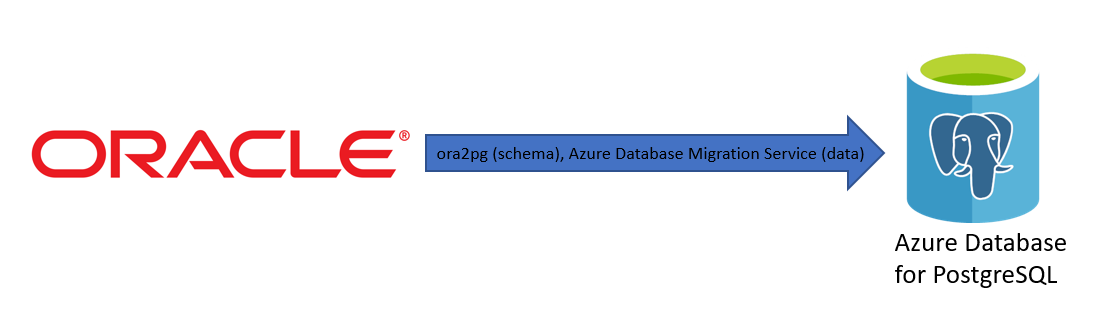 ORACLE®
ora2pg (schema), Azure Database Migration Service (data)
Azure Database
for PostgreSQL